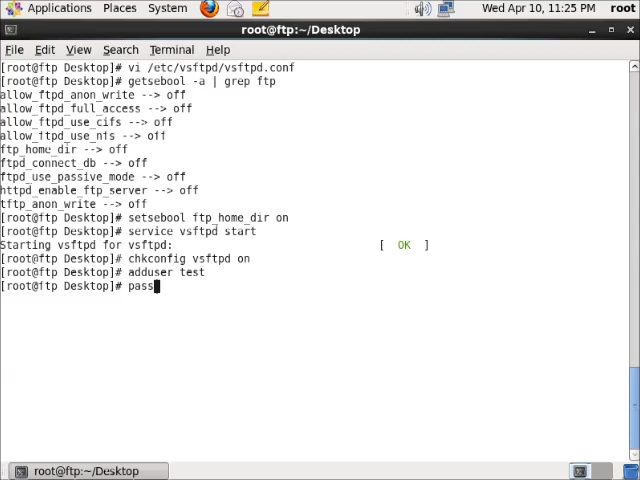 Applications Places System Wed Apr 10, 11:25 PM root
root@ftp:~/Desktop
File Edit View Search Terminal Help
[root@ftp Desktop]# vi /etc/vsftpd/vsftpd.conf
[root@ftp Desktop]# getsebool -a | grep ftp
allow_ftpd_anon_write --> off
allow_ftpd_full_access --> off
allow_ftpd_use_cifs --> off
allow_ftpd_use_nfs --> off
ftp_home_dir --> off
ftpd_connect_db --> off
ftpd_use_passive_mode --> off
httpd_enable_ftp_server --> off
tftp_anon_write --> off
[root@ftp Desktop]# setsebool ftp_home_dir on
[root@ftp Desktop]# service vsftpd start
Starting vsftpd for vsftpd: [ OK ]
[root@ftp Desktop]# chkconfig vsftpd on
[root@ftp Desktop]# adduser test
[root@ftp Desktop]# pass
root@ftp:~/Desktop